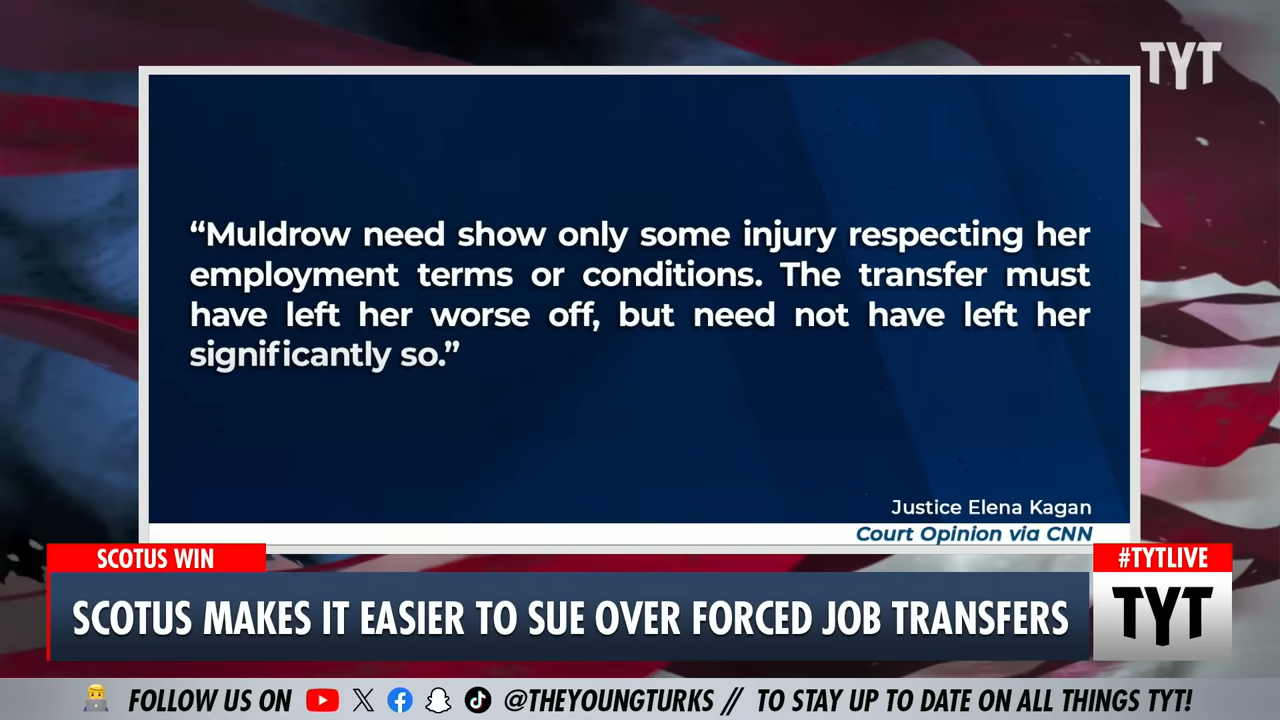 TYT
“Muldrow need show only some injury respecting her
employment terms or conditions. The transfer must
have left her worse off, but need not have left her
significantly so.”
Justice Elena Kagan
Court Opinion via CNN
SCOTUS WIN
#TYTLIVE
SCOTUS MAKES IT EASIER TO SUE OVER FORCED JOB TRANSFERS
TYT
FOLLOW US ON @THEYOUNGTURKS // TO STAY UP TO DATE ON ALL THINGS TYT!